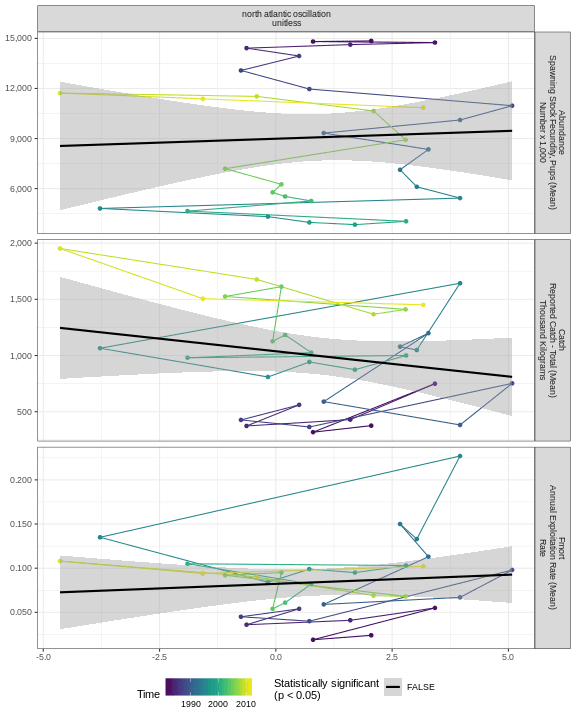 north atlantic oscillation
unitless
15,000
12,000
9,000
6,000
Abundance
Spawning Stock Fecundity, Pups (Mean)
Number x 1,000
2,000
1,500
1,000
500
Catch
Reported Catch - Total (Mean)
Thousand Kilograms
0.200
0.150
0.100
0.050
Fmort
Annual Exploitation Rate (Mean)
Rate
-5.0 -2.5 0.0 2.5 5.0
Time
1990 2000 2010
Statistically significant
(p < 0.05)
FALSE